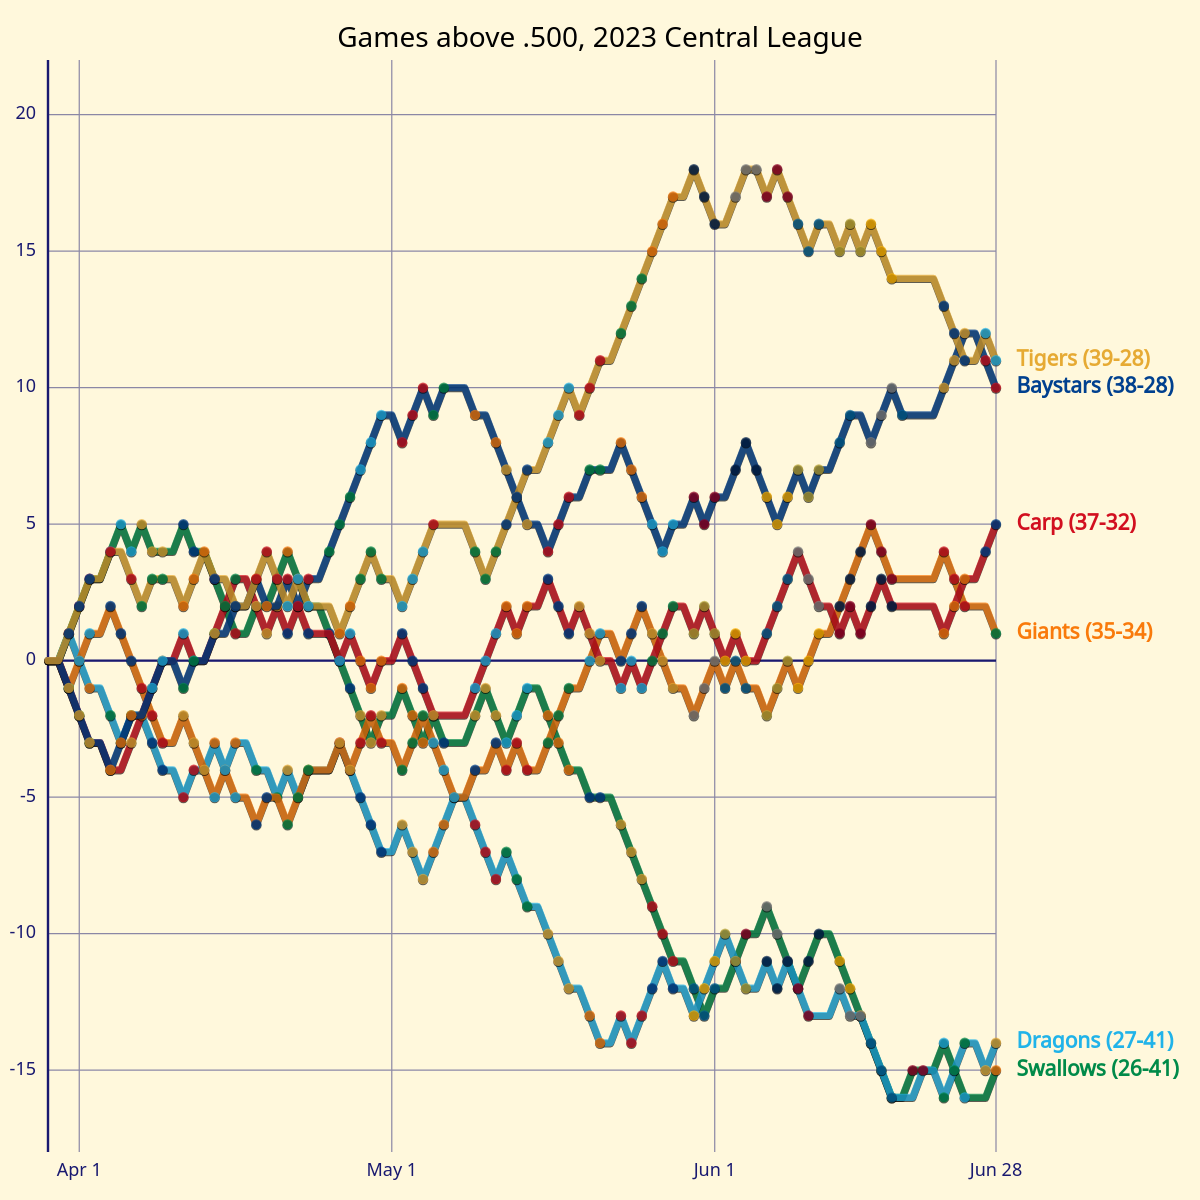 Games above .500, 2023 Central League
20
15
10
5
0
-5
-10
-15
Tigers (39-28)
Baystars (38-28)
Carp (37-32)
Giants (35-34)
Dragons (27-41)
Swallows (26-41)
Apr 1
May 1
Jun 1
Jun 28